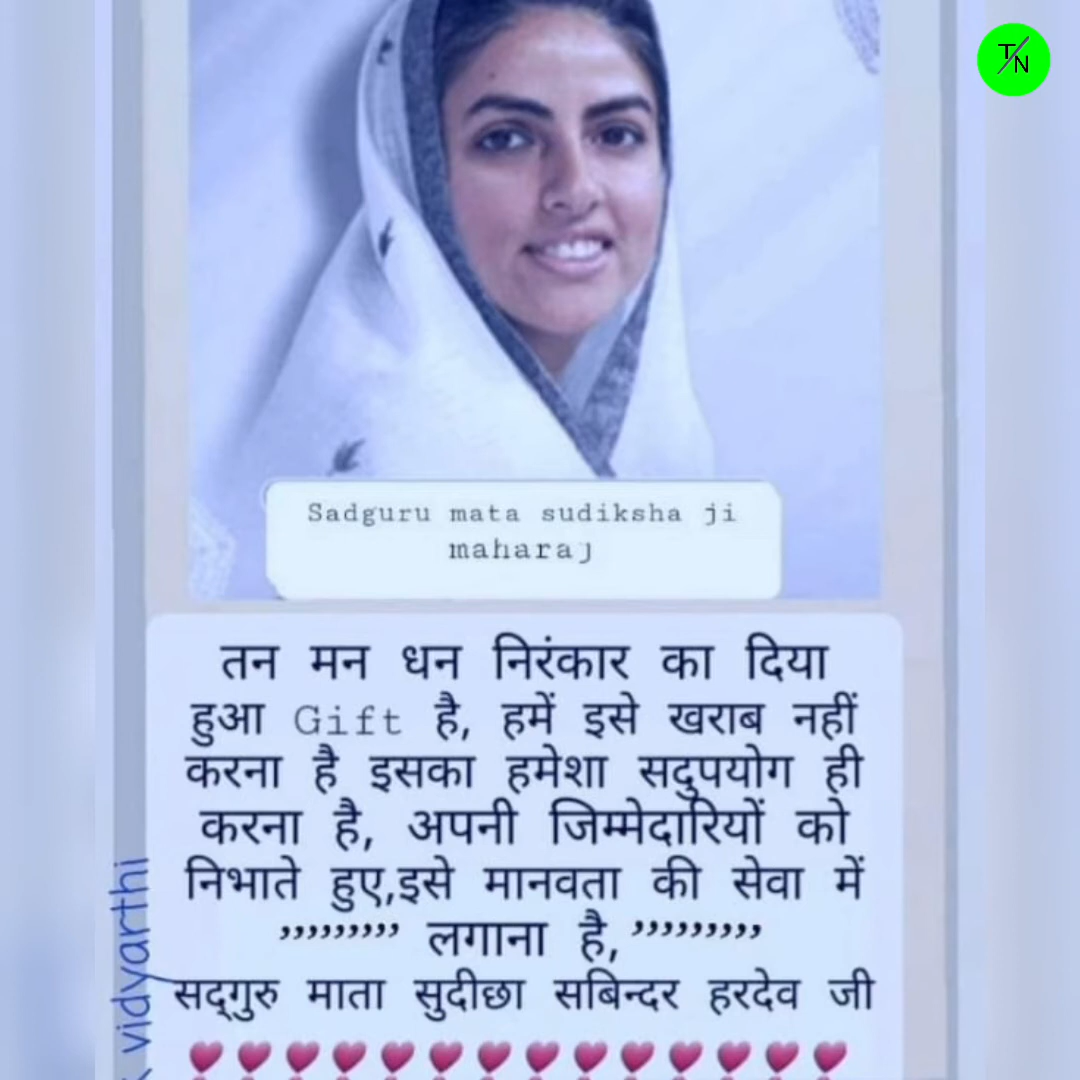 T/N
Sadguru mata sudiksha ji
maharaj
तन मन धन निरंकार का दिया
हुआ Gift है, हमें इसे खराब नहीं
करना है इसका हमेशा सदुपयोग ही
करना है, अपनी जिम्मेदारियों को
निभाते हुए,इसे मानवता की सेवा में
,,,,,,,,, लगाना है,,,,,,,,,,
सद्गुरु माता सुदीछा सबिन्दर हरदेव जी
vidyarthi